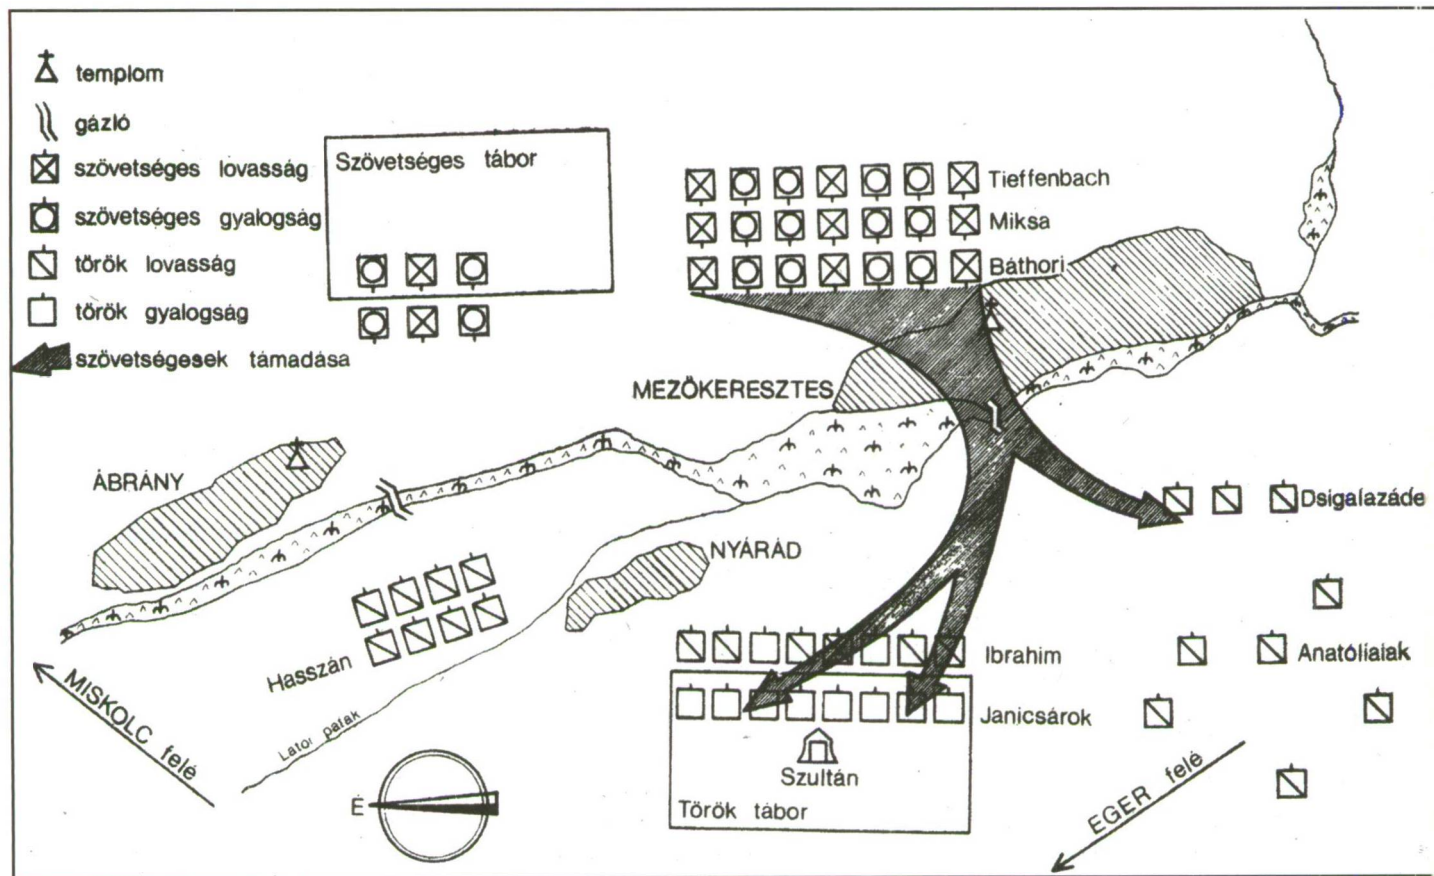 templom
gázló
szövetséges lovasság
szövetséges gyalogság
török lovasság
török gyalogság
szövetségesek támadása
Szövetséges tábor
Tieffenbach
Miksa
Báthori
MEZŐKERESZTES
ÁBRÁNY
NYÁRÁD
Dsigalazáde
Hasszán
Ibrahim
Anatóliaiak
MISKOLC felé
Lator patak
Janicsárok
Szultán
É
Török tábor
EGER felé